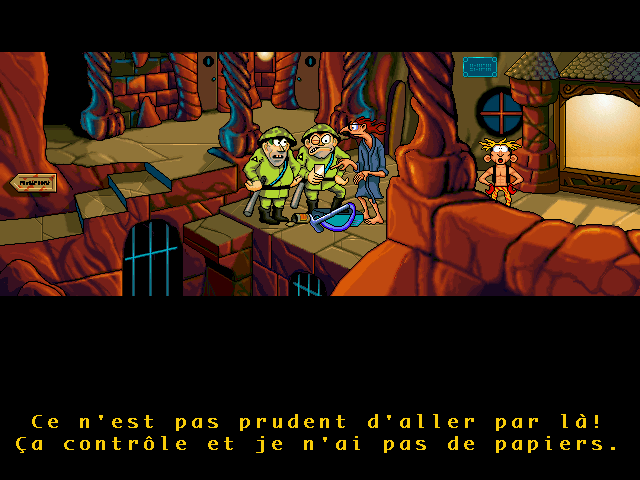 Ce n'est pas prudent d'aller par là!
Ça contrôle et je n'ai pas de papiers.